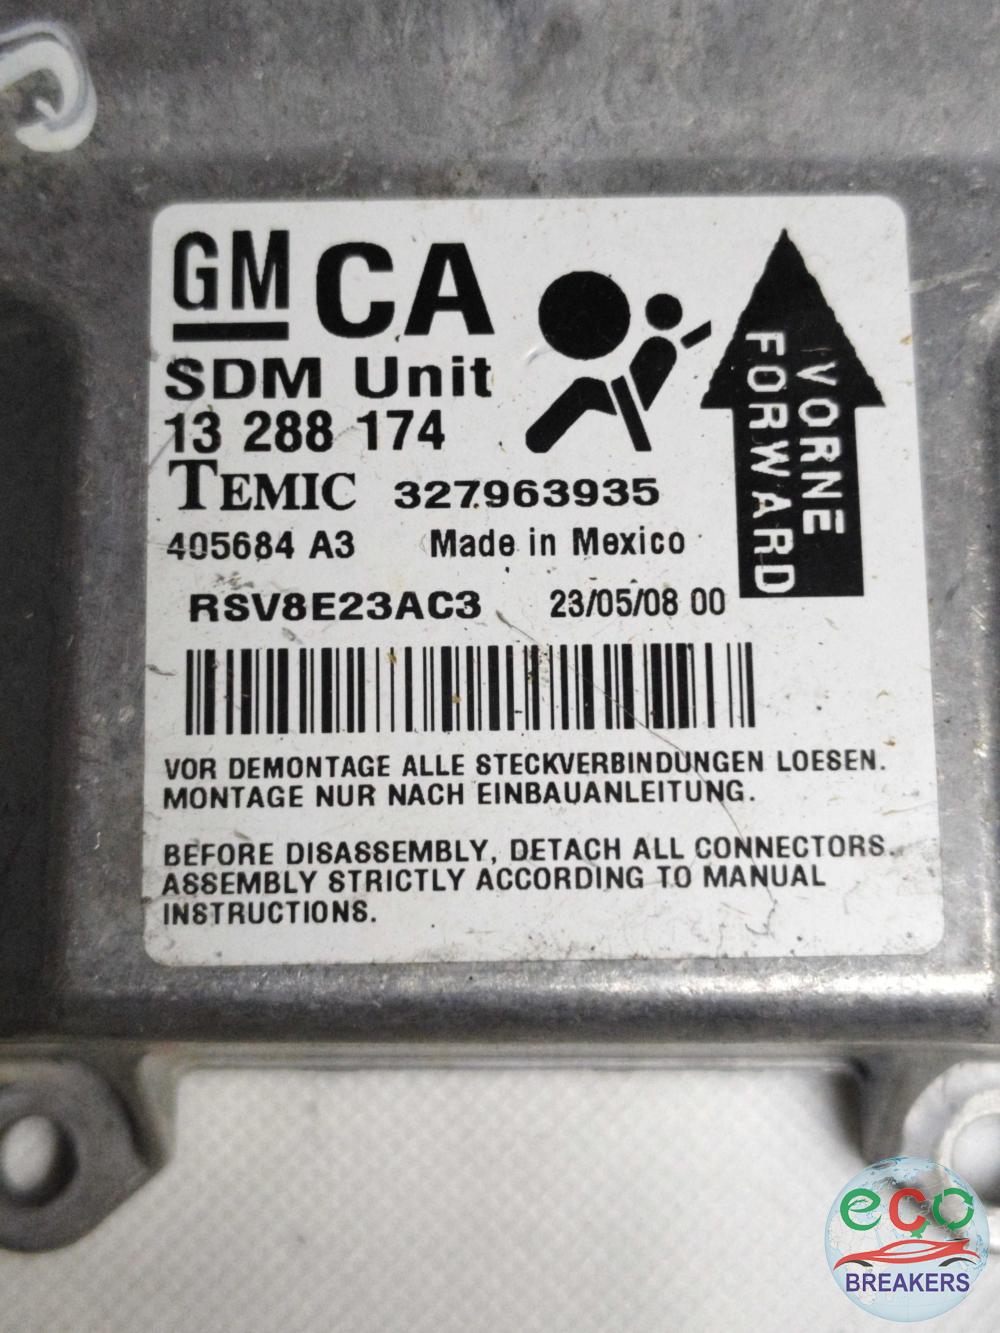 GM CA
SDM Unit
13 288 174
TEMIC 327963935
405684 A3 Made in Mexico
RSV8E23AC3 23/05/08 00
VORNE
FORWARD
VOR DEMONTAGE ALLE STECKVERBINDUNGEN LOESEN.
MONTAGE NUR NACH EINBAUANLEITUNG.
BEFORE DISASSEMBLY, DETACH ALL CONNECTORS.
ASSEMBLY STRICTLY ACCORDING TO MANUAL
INSTRUCTIONS.
eco
BREAKERS